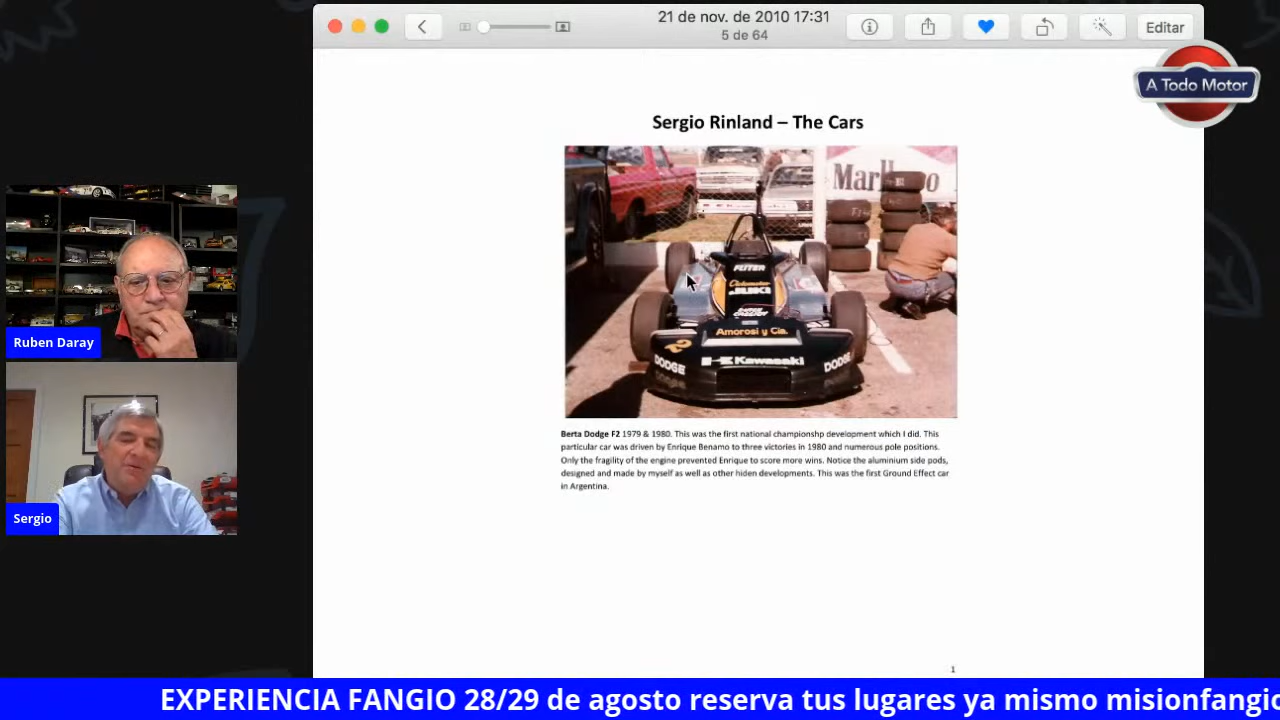 21 de nov. de 2010 17:31
5 de 64
Editar
A Todo Motor
Sergio Rinland – The Cars
Marlboro
FUTER
Amorosi y Cia.
2
Kawasaki
DODGE
DODGE
Berta Dodge F2 1979 & 1980. This was the first national championshp development which I did. This
particular car was driven by Enrique Benamo to three victories in 1980 and numerous pole positions.
Only the fragility of the engine prevented Enrique to score more wins. Notice the aluminium side pods,
designed and made by myself as well as other hiden developments. This was the first Ground Effect car
in Argentina.
1
Ruben Daray
Sergio
EXPERIENCIA FANGIO 28/29 de agosto reserva tus lugares ya mismo misionfangio